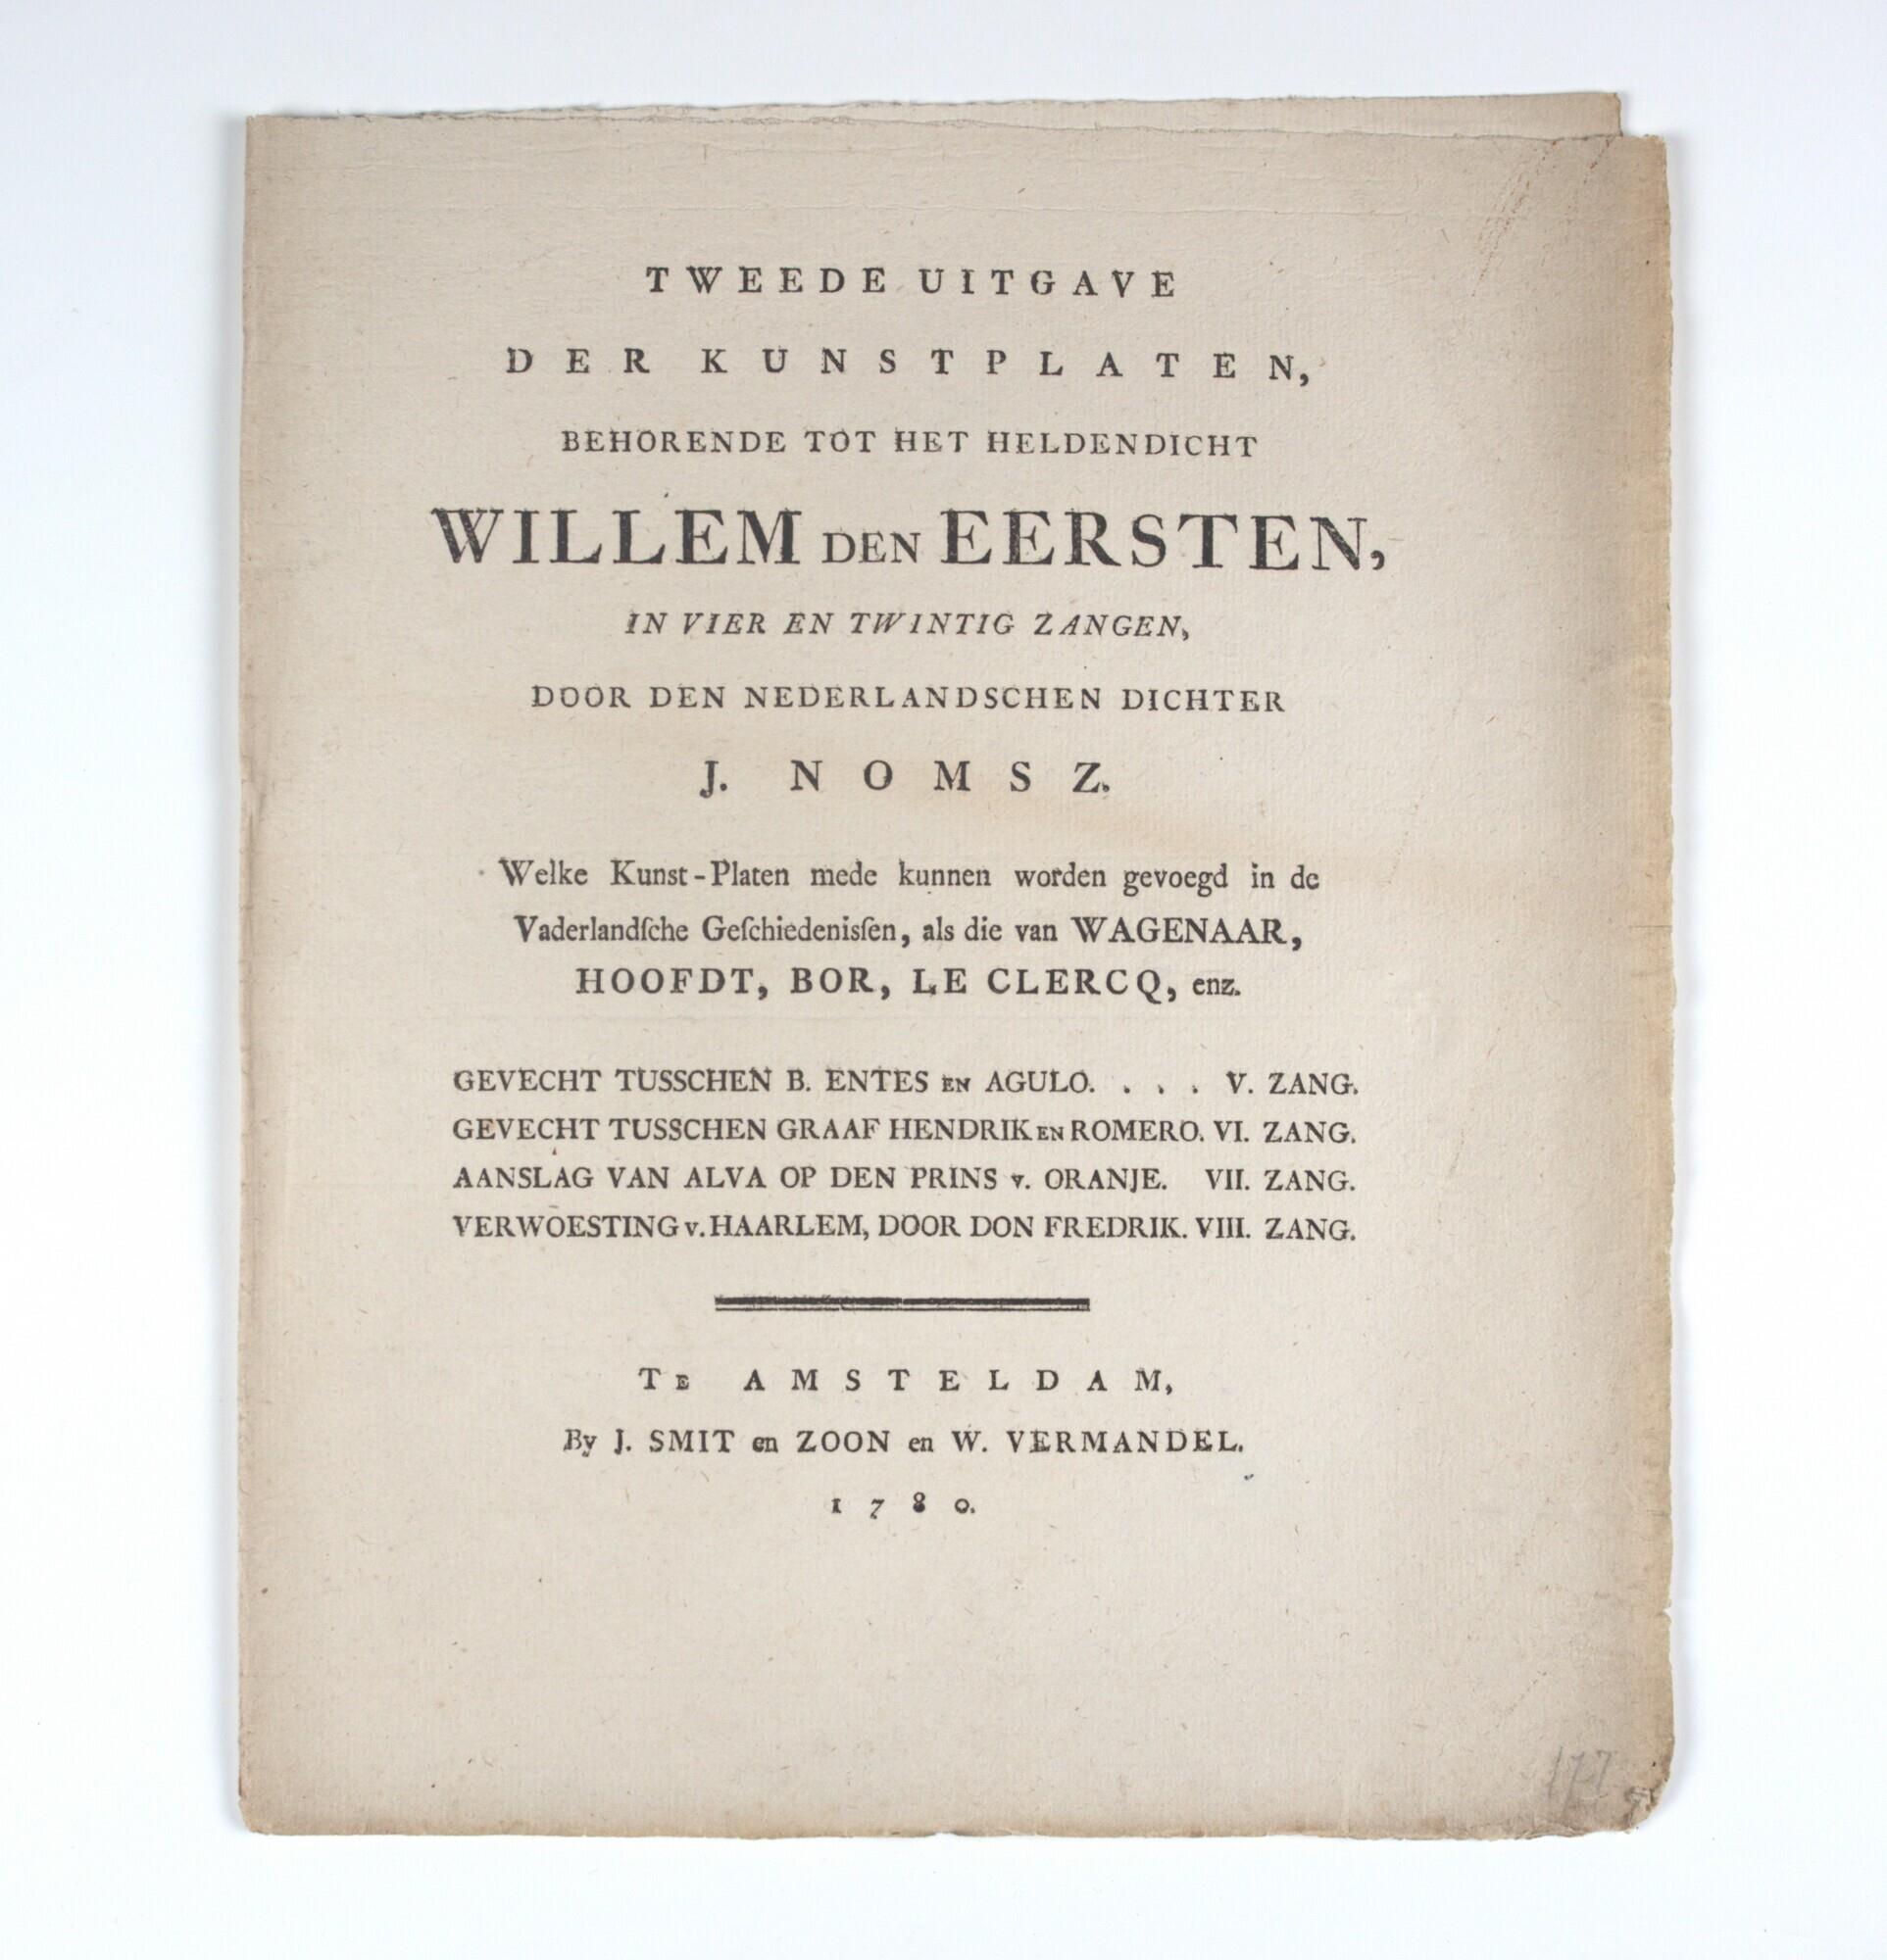 TWEEDE UITGAVE
DER KUNSTPLATEN,
BEHORENDE TOT HET HELDENDICHT
WILLEM DEN EERSTEN,
IN VIER EN TWINTIG ZANGEN,
DOOR DEN NEDERLANDSCHEN DICHTER
J. NOMSZ.
Welke Kunst-Platen mede kunnen worden gevoegd in de
Vaderlandſche Geſchiedenisſen, als die van WAGENAAR,
HOOFDT, BOR, LE CLERCQ, enz.
GEVECHT TUSSCHEN B. ENTES EN AGULO. . . . V. ZANG.
GEVECHT TUSSCHEN GRAAF HENDRIK EN ROMERO. VI. ZANG.
AANSLAG VAN ALVA OP DEN PRINS v. ORANJE. VII. ZANG.
VERWOESTING v. HAARLEM, DOOR DON FREDRIK. VIII. ZANG.
TE AMSTELDAM,
By J. SMIT en ZOON en W. VERMANDEL.
1780.
177